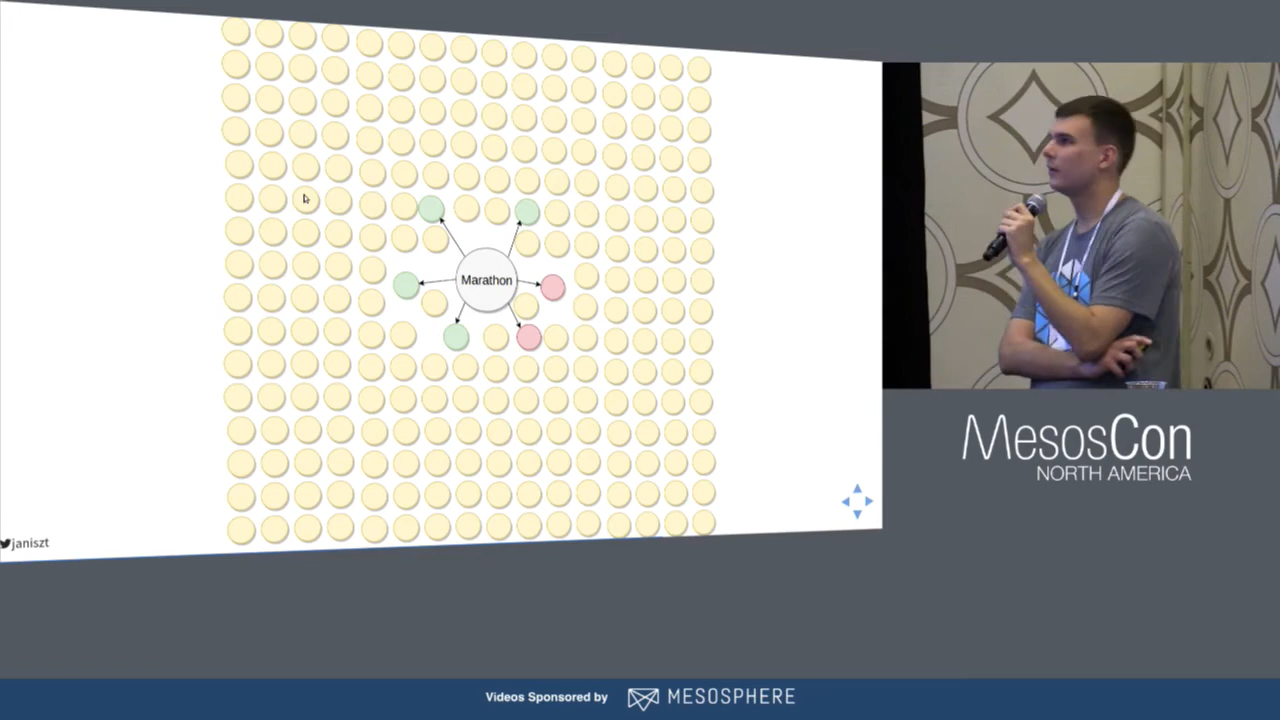 Marathon
janiszt
MesosCon
NORTH AMERICA
Videos Sponsored by MESOSPHERE